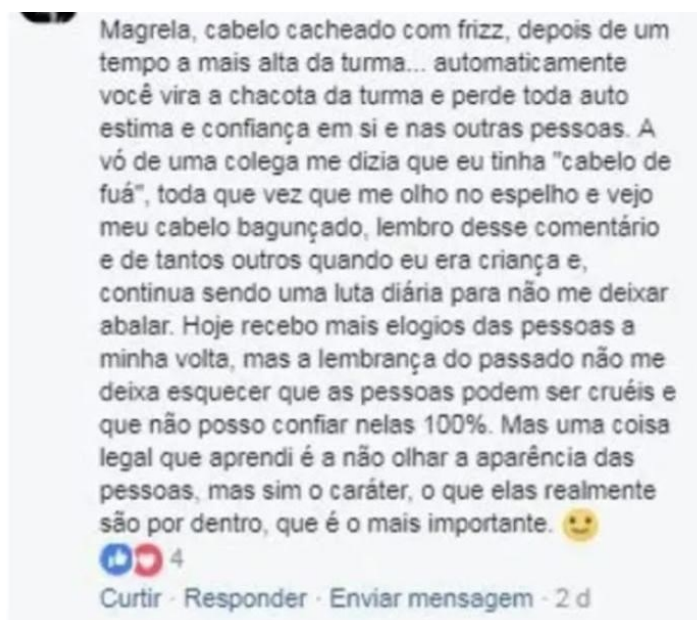 Magrela, cabelo cacheado com frizz, depois de um
tempo a mais alta da turma... automaticamente
você vira a chacota da turma e perde toda auto
estima e confiança em si e nas outras pessoas. A
vó de uma colega me dizia que eu tinha "cabelo de
fuá", toda que vez que me olho no espelho e vejo
meu cabelo bagunçado, lembro desse comentário
e de tantos outros quando eu era criança e,
continua sendo uma luta diária para não me deixar
abalar. Hoje recebo mais elogios das pessoas a
minha volta, mas a lembrança do passado não me
deixa esquecer que as pessoas podem ser cruéis e
que não posso confiar nelas 100%. Mas uma coisa
legal que aprendi é a não olhar a aparência das
pessoas, mas sim o caráter, o que elas realmente
são por dentro, que é o mais importante. 🙂
4
Curtir · Responder · Enviar mensagem · 2 d